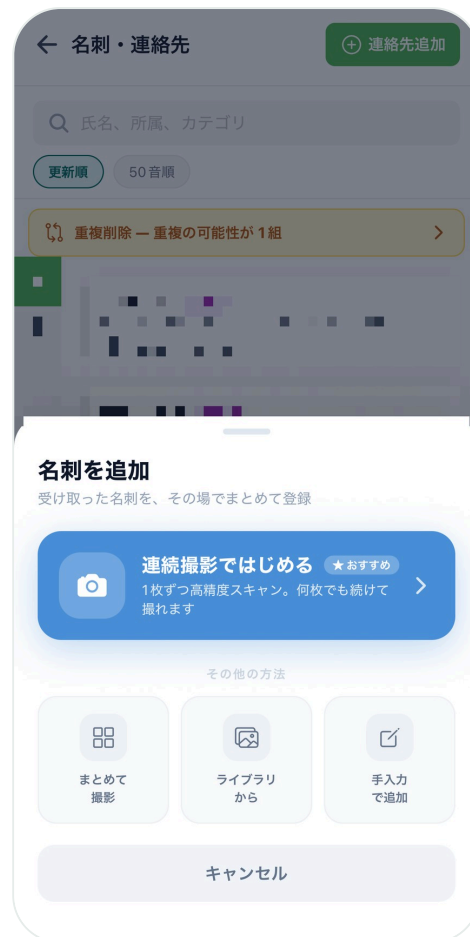 名刺・連絡先
連絡先追加
氏名、所属、カテゴリ
更新順
50音順
重複削除 — 重複の可能性が1組
名刺を追加
受け取った名刺を、その場でまとめて登録
連続撮影ではじめる ★おすすめ
1枚ずつ高精度スキャン。何枚でも続けて
撮れます
その他の方法
まとめて
撮影
ライブラリ
から
手入力
で追加
キャンセル